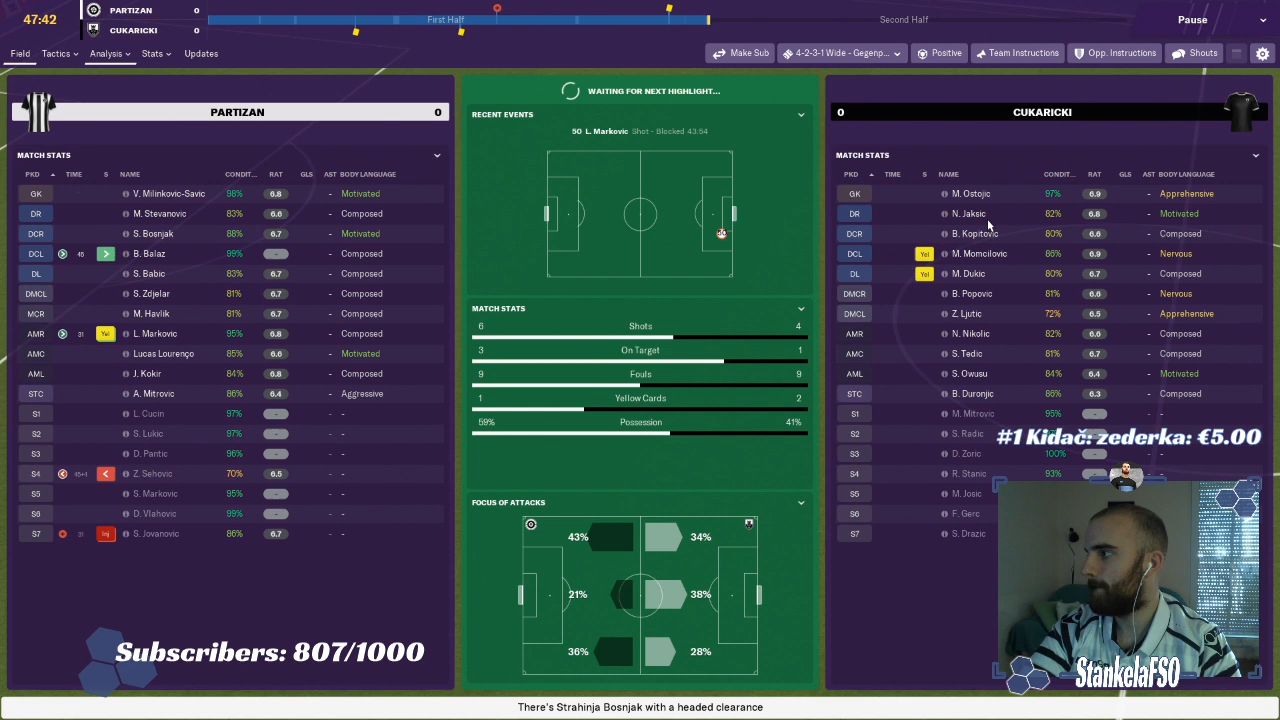 47:42
PARTIZAN 0
CUKARICKI 0
First Half
Second Half
Pause
Field Tactics Analysis Stats Updates
Make Sub 4-2-3-1 Wide - Gegenp... Positive Team Instructions Opp. Instructions Shouts
PARTIZAN 0
MATCH STATS
PKD TIME S NAME CONDIT... RAT GLS AST BODY LANGUAGE
GK V. Milinkovic-Savic 98% 6.8 - Motivated
DR M. Stevanovic 83% 6.6 - Composed
DCR S. Bosnjak 88% 6.7 - Motivated
DCL 45 B. Balaz 99% - - Composed
DL S. Babic 83% 6.7 - Composed
DMCL S. Zdjelar 81% 6.7 - Composed
MCR M. Havlik 81% 6.7 - Composed
AMR 31 Yel L. Markovic 95% 6.8 - Composed
AMC Lucas Lourenço 85% 6.6 - Motivated
AML J. Kokir 84% 6.8 - Composed
STC A. Mitrovic 86% 6.4 - Aggressive
S1 L. Cucin 97% - - -
S2 S. Lukic 97% - - -
S3 D. Pantic 96% - - -
S4 45+1 Z. Sehovic 70% 6.5 - -
S5 S. Markovic 95% - - -
S6 D. Vlahovic 99% - - -
S7 31 Inj S. Jovanovic 86% 6.7 - -
WAITING FOR NEXT HIGHLIGHT...
RECENT EVENTS
50 L. Markovic Shot - Blocked 43:54
MATCH STATS
6 Shots 4
3 On Target 1
9 Fouls 9
1 Yellow Cards 2
59% Possession 41%
FOCUS OF ATTACKS
43% 34%
21% 38%
36% 28%
0 CUKARICKI
MATCH STATS
PKD TIME S NAME CONDIT... RAT GLS AST BODY LANGUAGE
GK M. Ostojic 97% 6.9 - Apprehensive
DR N. Jaksic 82% 6.8 - Motivated
DCR B. Kopitovic 80% 6.6 - Composed
DCL Yel M. Momcilovic 86% 6.9 - Nervous
DL Yel M. Dukic 80% 6.7 - Composed
DMCR B. Popovic 81% 6.6 - Nervous
DMCL Z. Ljutic 72% 6.5 - Apprehensive
AMR N. Nikolic 82% 6.6 - Composed
AMC S. Tedic 81% 6.7 - Composed
AML S. Owusu 84% 6.4 - Motivated
STC B. Duronjic 86% 6.3 - Composed
S1 M. Mitrovic 95% - - -
S2 S. Radic
#1 Kidač: zederka: €5.00
S3 D. Zoric 100% - - -
S4 R. Stanic 93% -
S5 M. Josic
S6 F. Gerc
S7 S. Drazic
Subscribers: 807/1000
StankelaFSO
There's Strahinja Bosnjak with a headed clearance